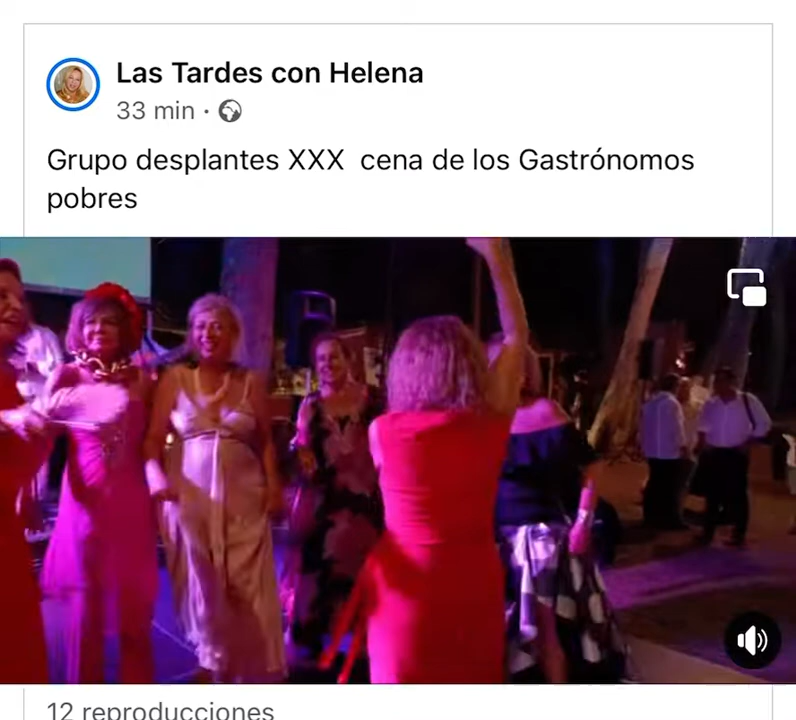 Las Tardes con Helena
33 min ·
Grupo desplantes XXX cena de los Gastrónomos
pobres
12 reproducciones